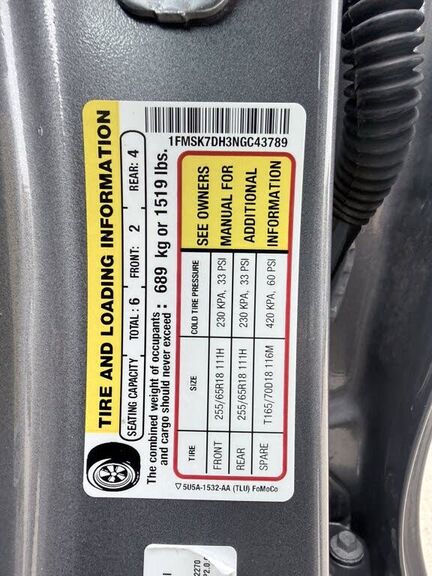 TIRE AND LOADING INFORMATION
SEATING CAPACITY TOTAL: 6 FRONT: 2 REAR: 4
The combined weight of occupants and cargo should never exceed : 689 kg or 1519 lbs.
1FMSK7DH3NGC43789
TIRE SIZE COLD TIRE PRESSURE
FRONT 255/65R18 111H 230 KPA, 33 PSI
REAR 255/65R18 111H 230 KPA, 33 PSI
SPARE T165/70D18 116M 420 KPA, 60 PSI
SEE OWNERS
MANUAL FOR
ADDITIONAL
INFORMATION
▽ 5U5A-1532-AA (TLU) FoMoCo
2270